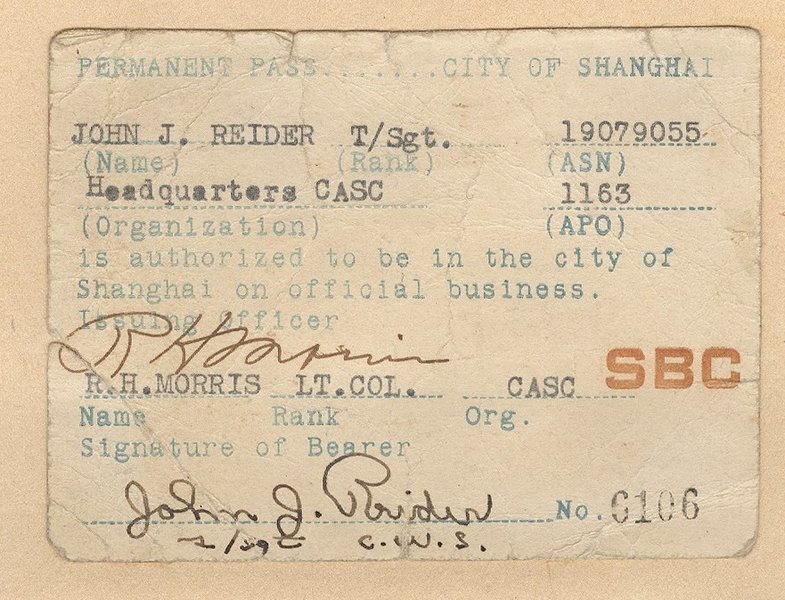 PERMANENT PASS.......CITY OF SHANGHAI
JOHN J. REIDER T/Sgt. 19079055
(Name) (Rank) (ASN)
Headquarters CASC 1163
(Organization) (APO)
is authorized to be in the city of
Shanghai on official business.
Issuing Officer
R H Morris
R.H.MORRIS LT.COL. CASC SBC
Name Rank Org.
Signature of Bearer
John J. Reider No. 6106
C.W.S.